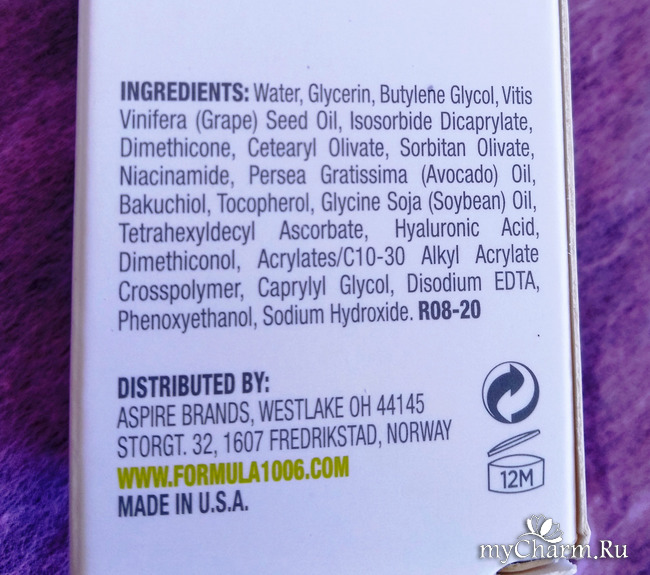 INGREDIENTS: Water, Glycerin, Butylene Glycol, Vitis
Vinifera (Grape) Seed Oil, Isosorbide Dicaprylate,
Dimethicone, Cetearyl Olivate, Sorbitan Olivate,
Niacinamide, Persea Gratissima (Avocado) Oil,
Bakuchiol, Tocopherol, Glycine Soja (Soybean) Oil,
Tetrahexyldecyl Ascorbate, Hyaluronic Acid,
Dimethiconol, Acrylates/C10-30 Alkyl Acrylate
Crosspolymer, Caprylyl Glycol, Disodium EDTA,
Phenoxyethanol, Sodium Hydroxide. R08-20
DISTRIBUTED BY:
ASPIRE BRANDS, WESTLAKE OH 44145
STORGT. 32, 1607 FREDRIKSTAD, NORWAY
WWW.FORMULA1006.COM
MADE IN U.S.A.
12M
myCharm.Ru